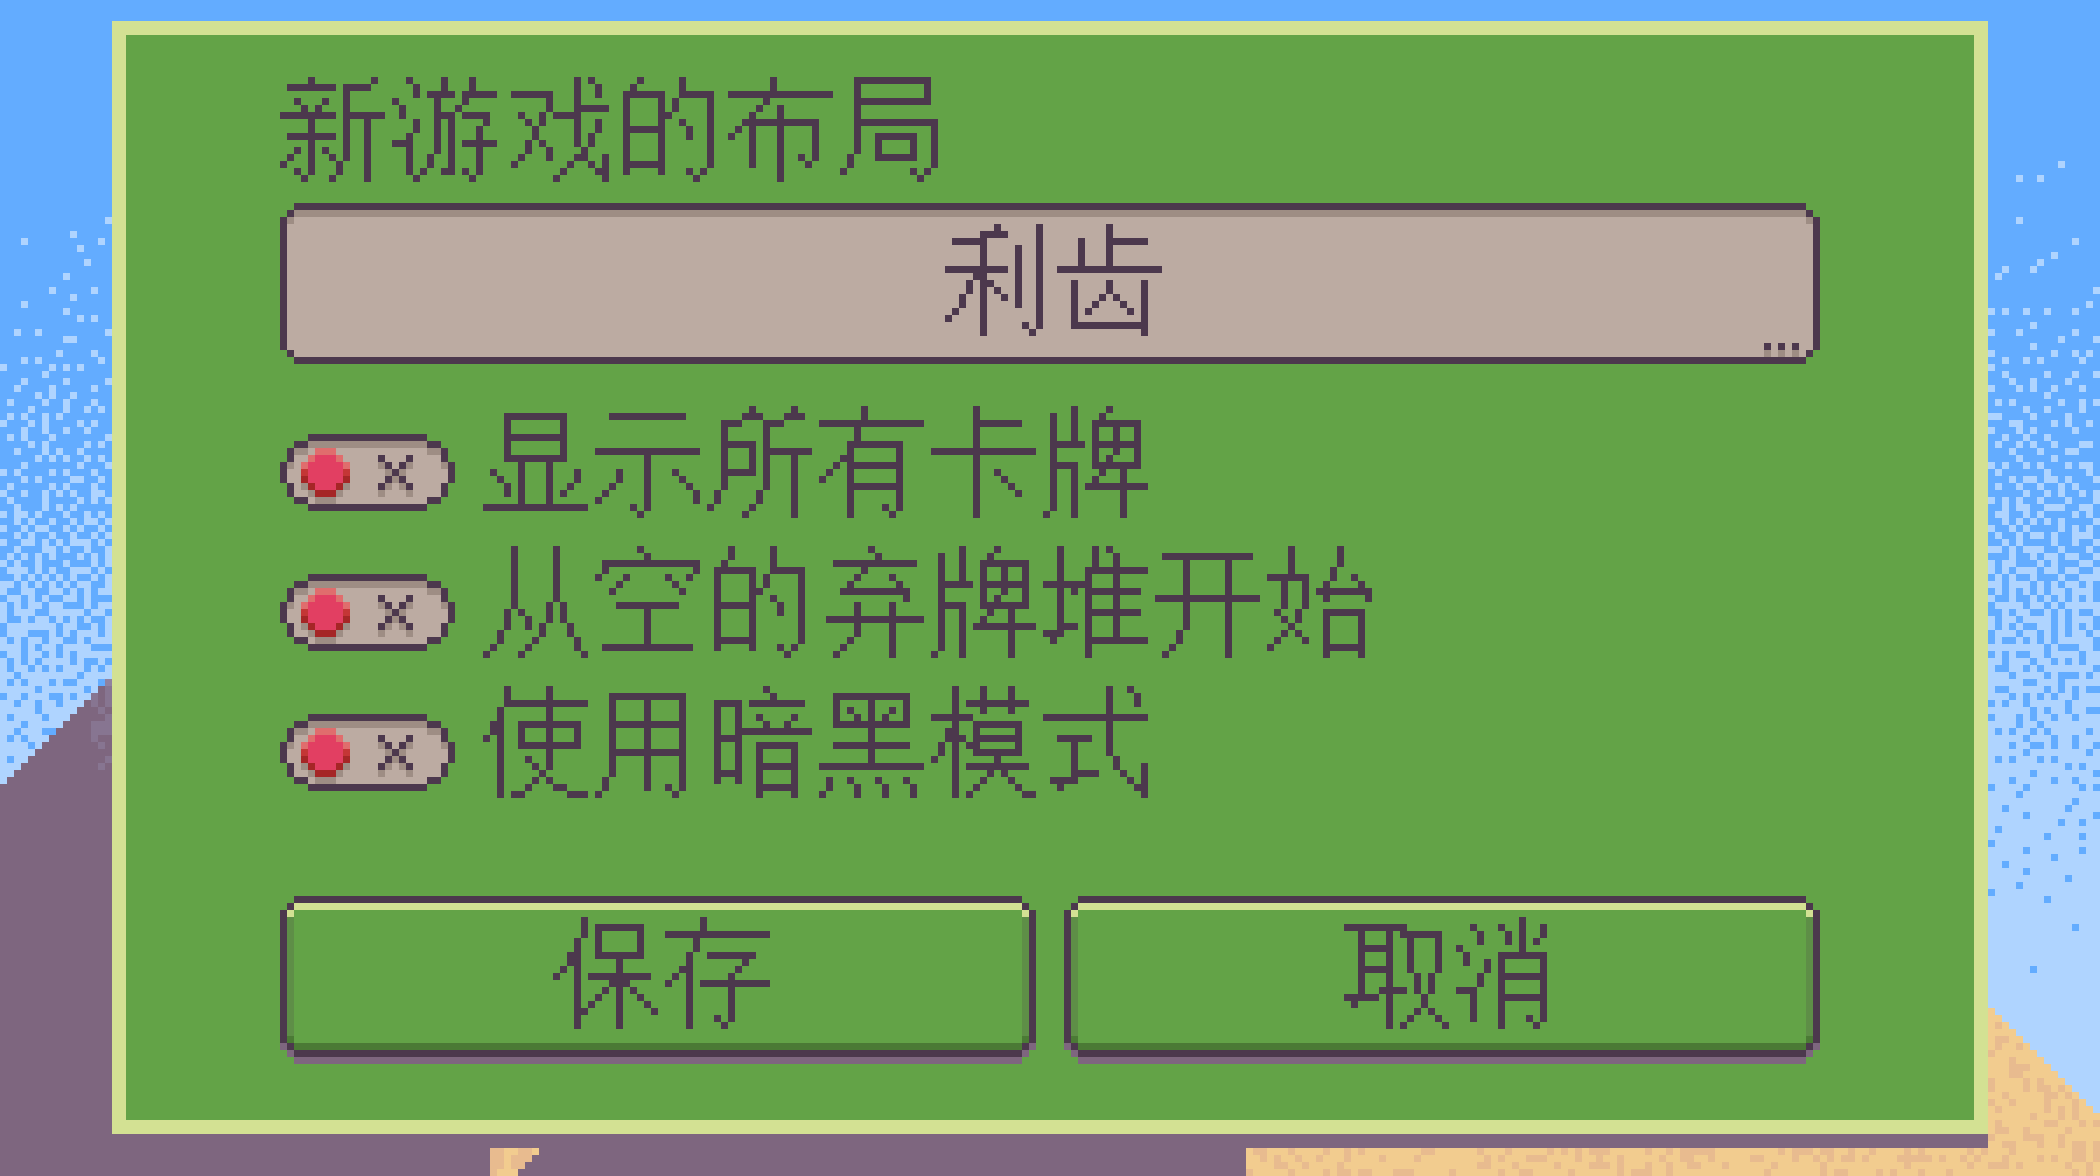 新游戏的布局
利齿
显示所有卡牌
从空的弃牌堆开始
使用暗黑模式
保存
取消